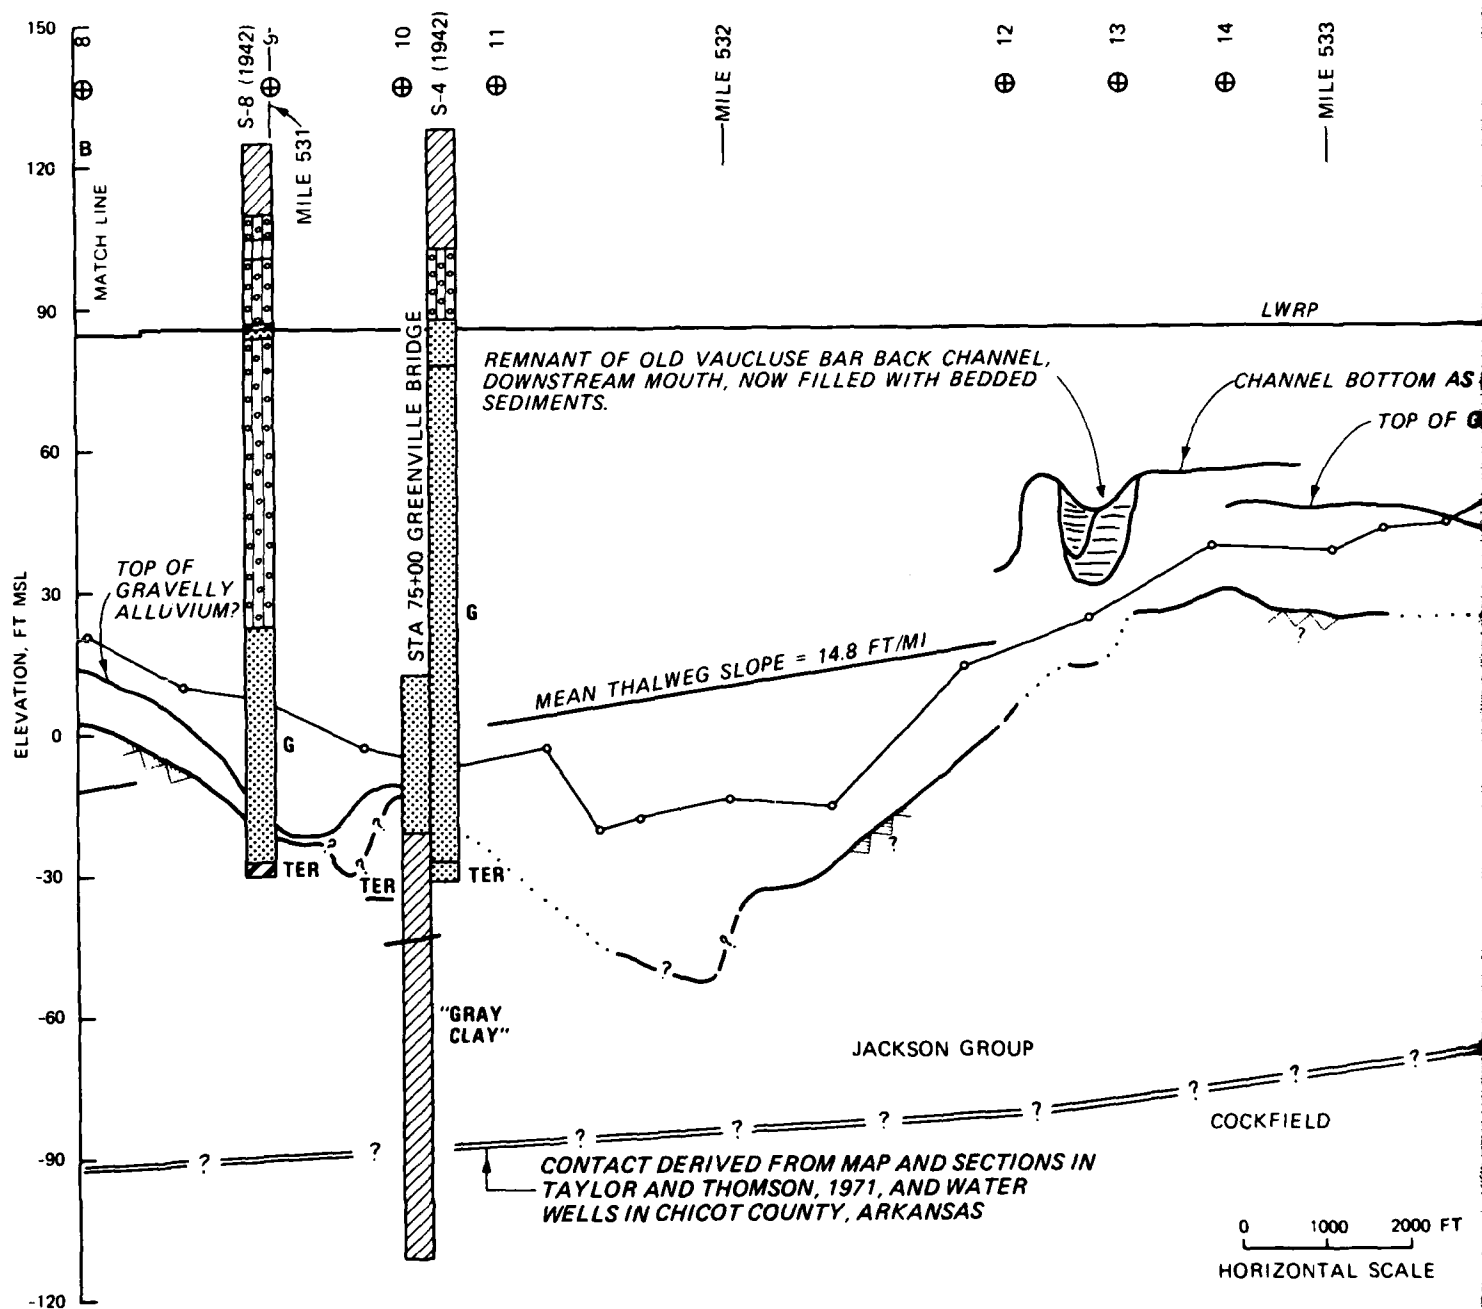 150
120
90
60
30
0
-30
-60
-90
-120
ELEVATION, FT MSL
8
B
MATCH LINE
S-8 (1942)
9
MILE 531
10
S-4 (1942)
11
MILE 532
12
13
14
MILE 533
LWRP
STA 75+00 GREENVILLE BRIDGE
REMNANT OF OLD VAUCLUSE BAR BACK CHANNEL,
DOWNSTREAM MOUTH, NOW FILLED WITH BEDDED
SEDIMENTS.
CHANNEL BOTTOM AS
TOP OF G
TOP OF
GRAVELLY
ALLUVIUM?
G
G
MEAN THALWEG SLOPE = 14.8 FT/MI
?
?
?
?
?
TER
TER
TER
?
?
"GRAY
CLAY"
JACKSON GROUP
? ? ? ? ? ? ? ? ?
COCKFIELD
CONTACT DERIVED FROM MAP AND SECTIONS IN
TAYLOR AND THOMSON, 1971, AND WATER
WELLS IN CHICOT COUNTY, ARKANSAS
0 1000 2000 FT
HORIZONTAL SCALE